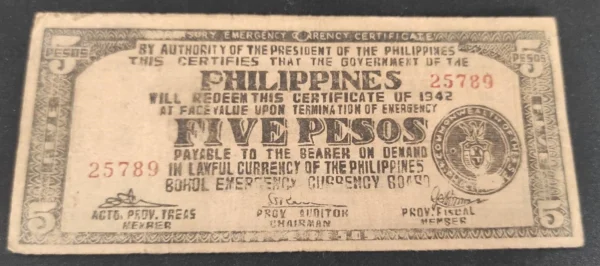 TREASURY EMERGENCY CURRENCY CERTIFICATE
5 PESOS 5 PESOS
BY AUTHORITY OF THE PRESIDENT OF THE PHILIPPINES
THIS CERTIFIES THAT THE GOVERNMENT OF THE
PHILIPPINES 25789
WILL REDEEM THIS CERTIFICATE OF 1942
AT FACE VALUE UPON TERMINATION OF EMERGENCY
FIVE PESOS
PAYABLE TO THE BEARER ON DEMAND
25789 IN LAWFUL CURRENCY OF THE PHILIPPINES
BOHOL EMERGENCY CURRENCY BOARD
ACTG. PROV. TREAS PROV. AUDITOR PROV. FISCAL
5 MEMBER CHAIRMAN MEMBER 5